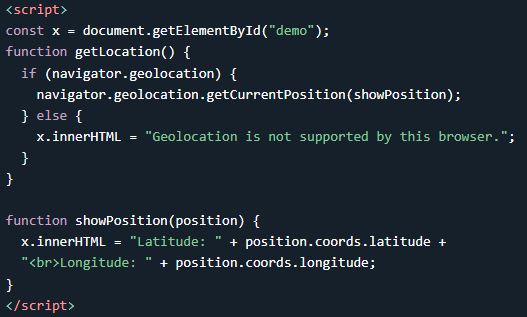 <script>
const x = document.getElementById("demo");
function getLocation() {
  if (navigator.geolocation) {
    navigator.geolocation.getCurrentPosition(showPosition);
  } else {
    x.innerHTML = "Geolocation is not supported by this browser.";
  }
}

function showPosition(position) {
  x.innerHTML = "Latitude: " + position.coords.latitude +
  "<br>Longitude: " + position.coords.longitude;
}
</script>